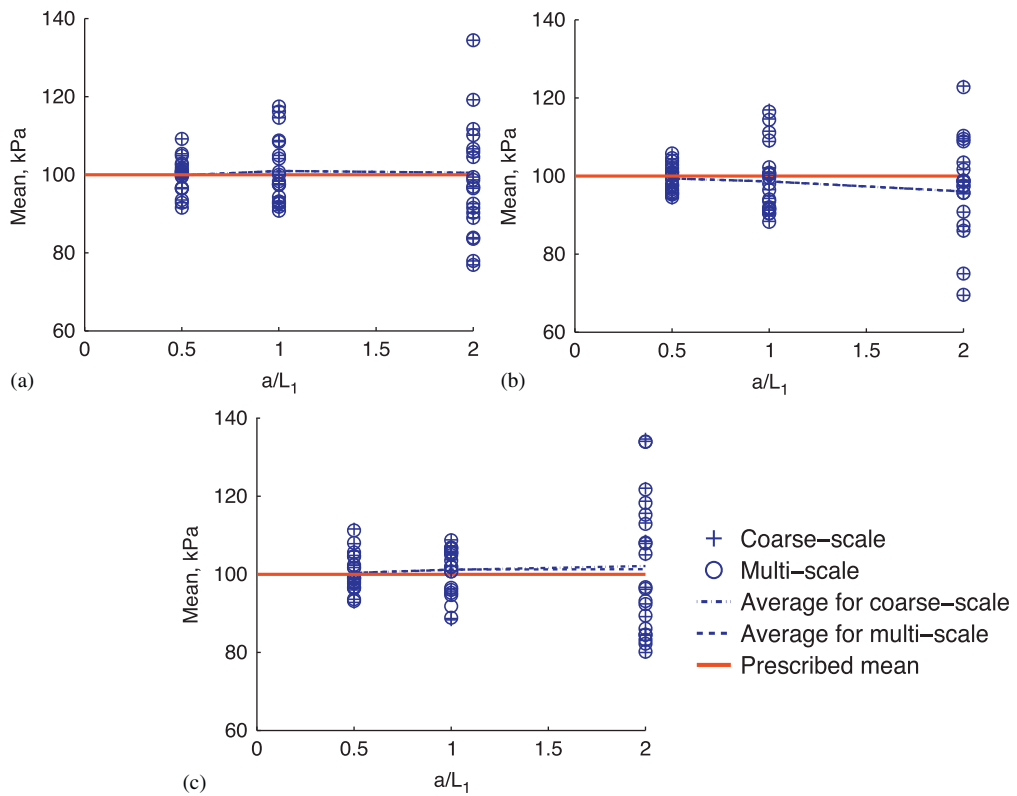 140
120
100
80
60
Mean, kPa
0
0.5
1
1.5
2
a/L1
(a)
140
120
100
80
60
Mean, kPa
0
0.5
1
1.5
2
a/L1
(b)
140
120
100
80
60
Mean, kPa
0
0.5
1
1.5
2
a/L1
(c)
Coarse–scale
Multi–scale
Average for coarse–scale
Average for multi–scale
Prescribed mean